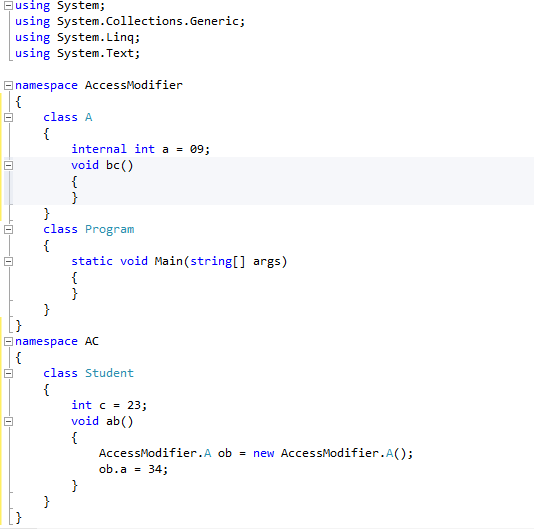 using System;
using System.Collections.Generic;
using System.Linq;
using System.Text;

namespace AccessModifier
{
    class A
    {
        internal int a = 09;
        void bc()
        {
        }
    }
    class Program
    {
        static void Main(string[] args)
        {
        }
    }
}
namespace AC
{
    class Student
    {
        int c = 23;
        void ab()
        {
            AccessModifier.A ob = new AccessModifier.A();
            ob.a = 34;
        }
    }
}